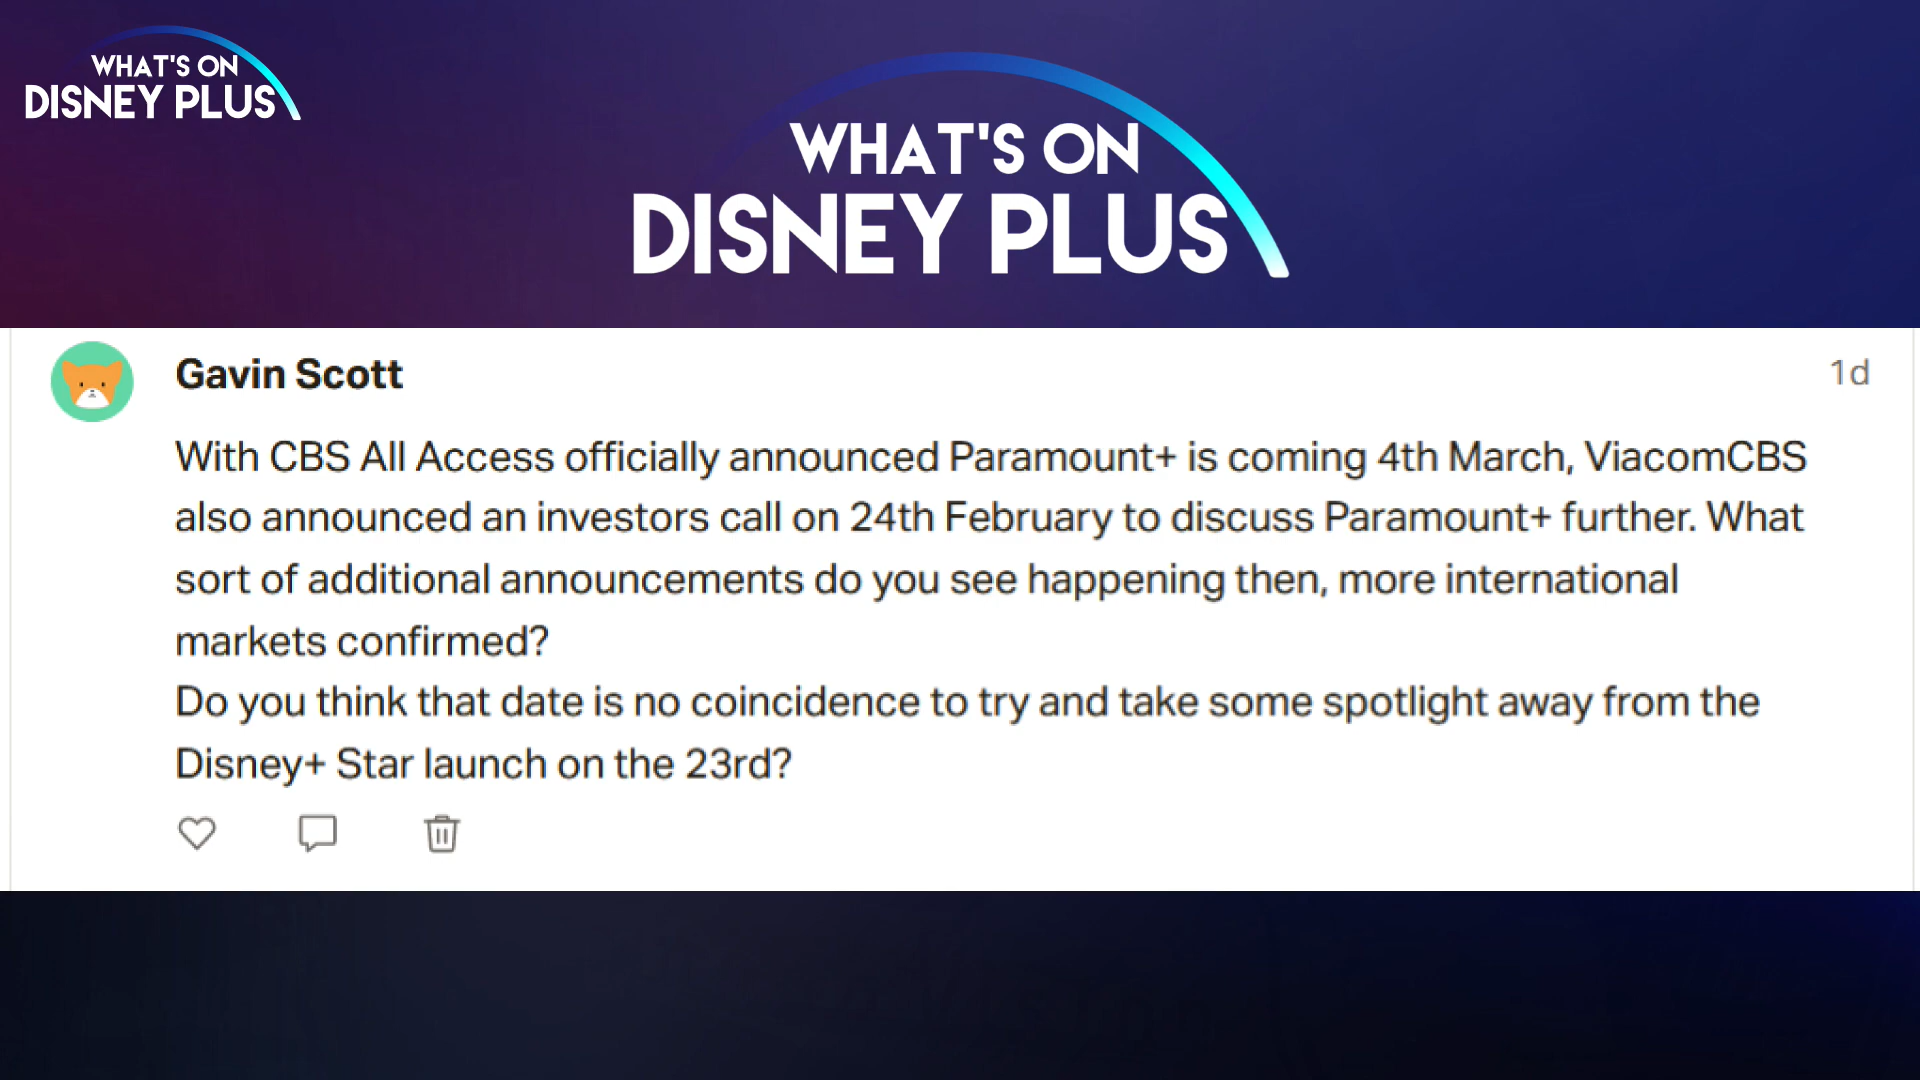 WHAT'S ON
DISNEY PLUS
WHAT'S ON
DISNEY PLUS
Gavin Scott
1d
With CBS All Access officially announced Paramount+ is coming 4th March, ViacomCBS
also announced an investors call on 24th February to discuss Paramount+ further. What
sort of additional announcements do you see happening then, more international
markets confirmed?
Do you think that date is no coincidence to try and take some spotlight away from the
Disney+ Star launch on the 23rd?